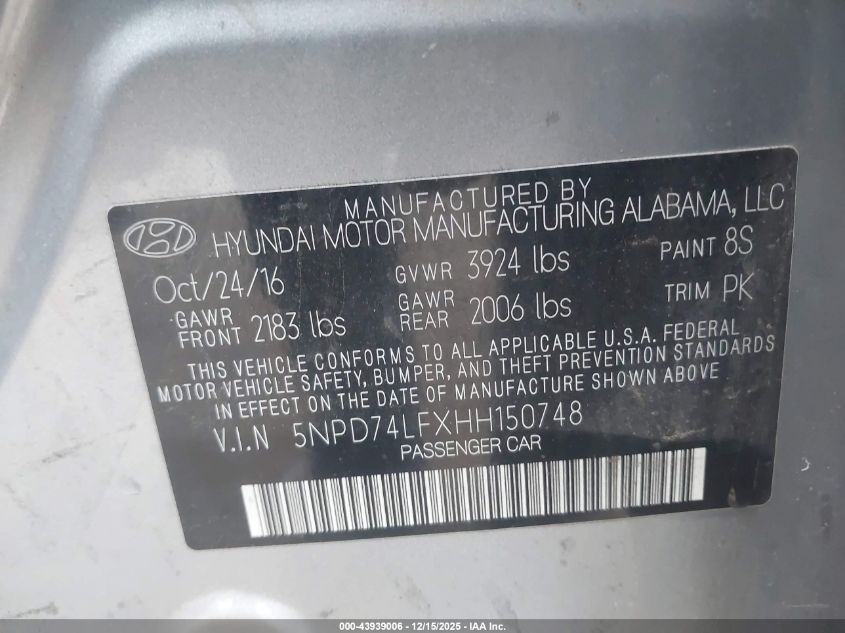 MANUFACTURED BY
HYUNDAI MOTOR MANUFACTURING ALABAMA, LLC
Oct/24/16 GVWR 3924 lbs PAINT 8S
GAWR FRONT 2183 lbs GAWR REAR 2006 lbs TRIM PK
THIS VEHICLE CONFORMS TO ALL APPLICABLE U.S.A. FEDERAL
MOTOR VEHICLE SAFETY, BUMPER, AND THEFT PREVENTION STANDARDS
IN EFFECT ON THE DATE OF MANUFACTURE SHOWN ABOVE
V.I.N 5NPD74LFXHH150748
PASSENGER CAR
000-43939006 - 12/15/2025 - IAA Inc.